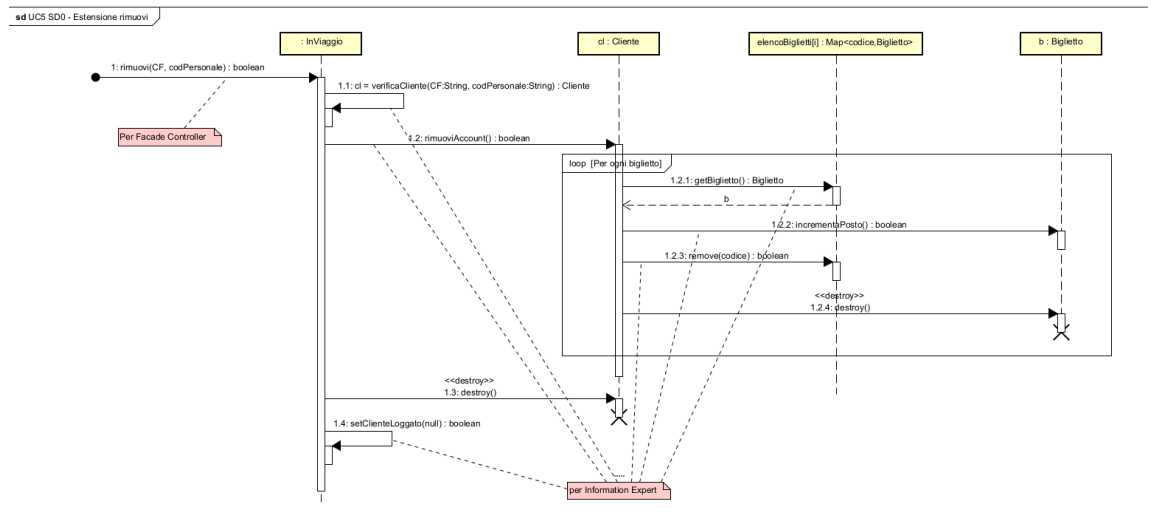 sd UC5 SD0 - Estensione rimuovi
: InViaggio
cl : Cliente
elencoBiglietti[i] : Map<codice,Biglietto>
b : Biglietto
1: rimuovi(CF, codPersonale) : boolean
1.1: cl = verificaCliente(CF:String, codPersonale:String) : Cliente
Per Facade Controller
1.2: rimuoviAccount() : boolean
loop [Per ogni biglietto]
1.2.1: getBiglietto() : Biglietto
b
1.2.2: incrementaPosto() : boolean
1.2.3: remove(codice) : boolean
<<destroy>>
1.2.4: destroy()
<<destroy>>
1.3: destroy()
1.4: setClienteLoggato(null) : boolean
.....
per Information Expert